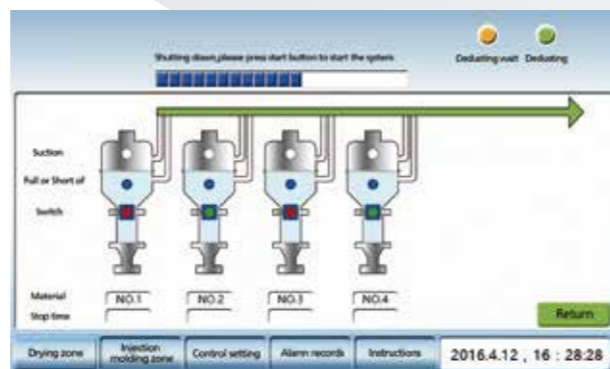 Shutting down,please press start button to start the system
Dedusting wait Dedusting
Suction
Full or Short of
Switch
Material NO.1 NO.2 NO.3 NO.4
Stop time
Return
Drying zone Injection molding zone Control setting Alarm records Instructions 2016.4.12 , 16 : 28:28